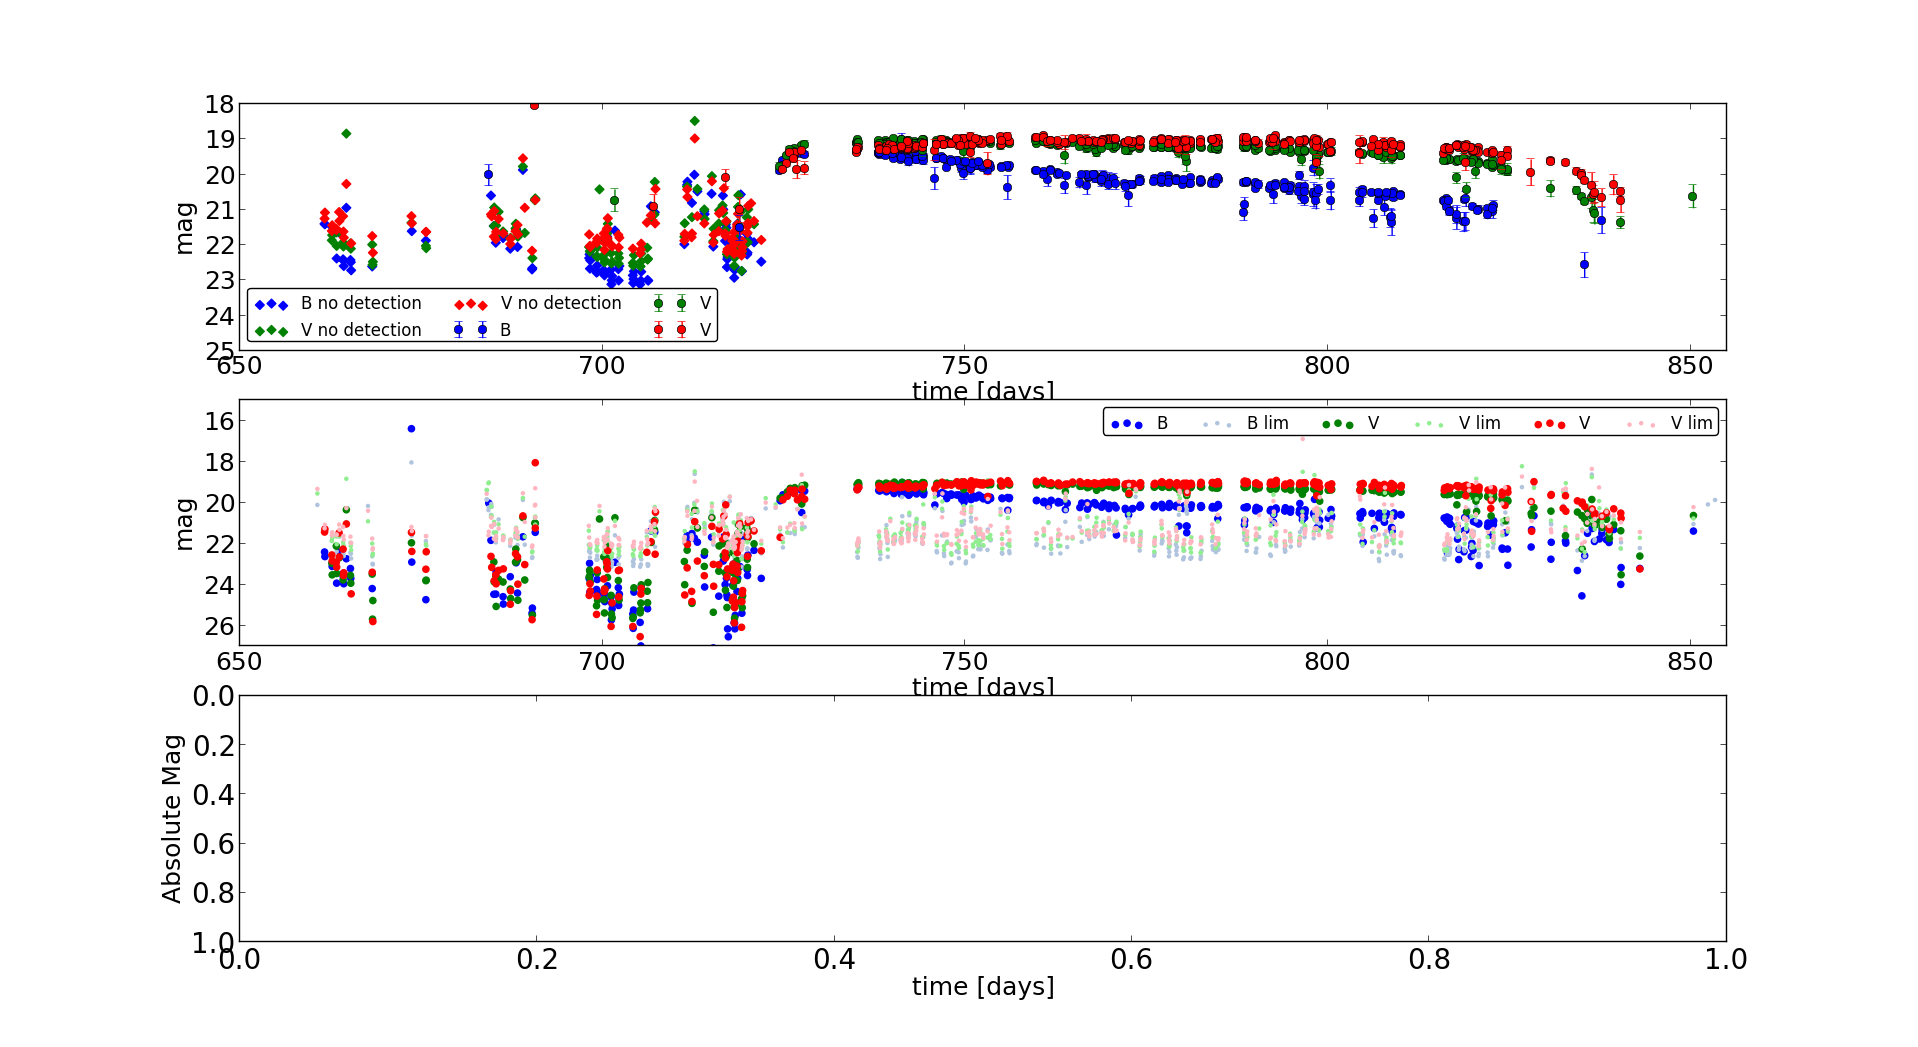 18
19
20
21
22
23
24
25
mag
B no detection
V no detection
V
V no detection
B
V
650
700
750
800
850
time [days]
16
18
20
22
24
26
mag
B
B lim
V
V lim
V
V lim
650
700
750
800
850
time [days]
0.0
0.2
0.4
0.6
0.8
1.0
Absolute Mag
0.0
0.2
0.4
0.6
0.8
1.0
time [days]